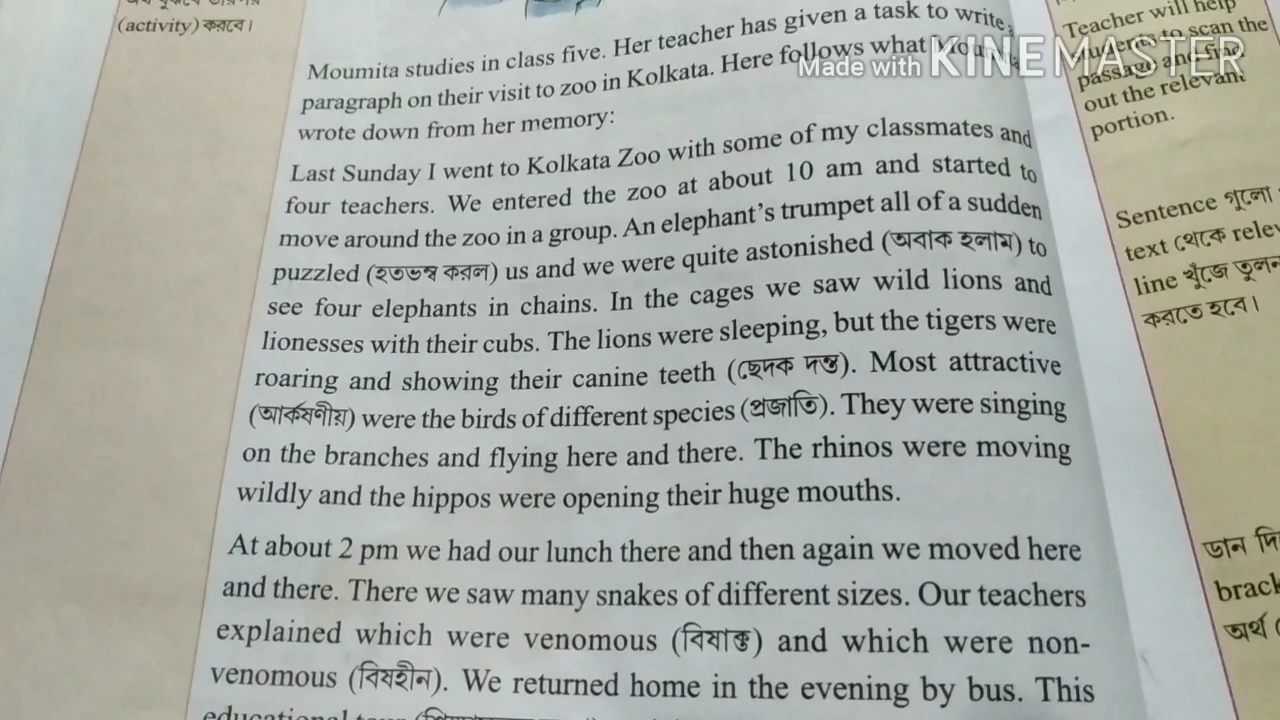 (activity) করবে।
Moumita studies in class five. Her teacher has given a task to write
paragraph on their visit to zoo in Kolkata. Here follows what
wrote down from her memory:
Last Sunday I went to Kolkata Zoo with some of my classmates and
four teachers. We entered the zoo at about 10 am and started to
move around the zoo in a group. An elephant's trumpet all of a sudden
puzzled (হতভম্ব করল) us and we were quite astonished (অবাক হলাম) to
see four elephants in chains. In the cages we saw wild lions and
lionesses with their cubs. The lions were sleeping, but the tigers were
roaring and showing their canine teeth (ছেদক দন্ত). Most attractive
(আর্কষণীয়) were the birds of different species (প্রজাতি). They were singing
on the branches and flying here and there. The rhinos were moving
wildly and the hippos were opening their huge mouths.
At about 2 pm we had our lunch there and then again we moved here
and there. There we saw many snakes of different sizes. Our teachers
explained which were venomous (বিষাক্ত) and which were non-
venomous (বিষহীন). We returned home in the evening by bus. This
Teacher will help
students to scan the
passage and find
out the relevant
portion.
Sentence গুলো
text থেকে relev
line খুঁজে তুলন
করতে হবে।
ডান দি
brack
অর্থ (
Made with KINEMASTER